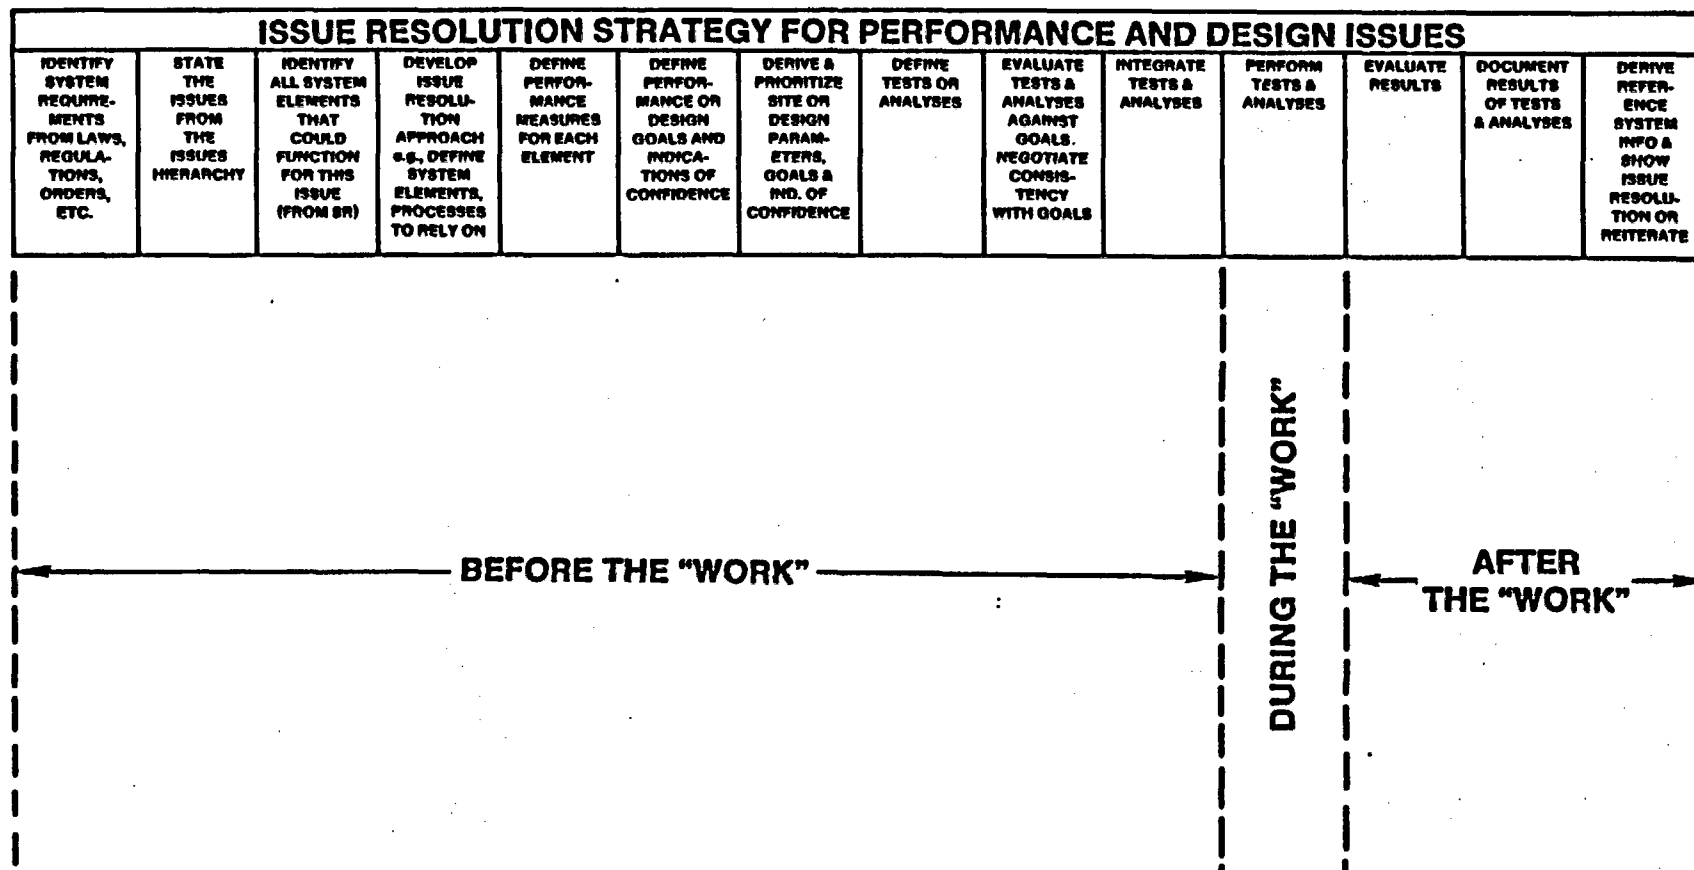 ISSUE RESOLUTION STRATEGY FOR PERFORMANCE AND DESIGN ISSUES
IDENTIFY
SYSTEM
REQUIRE-
MENTS
FROM LAWS,
REGULA-
TIONS,
ORDERS,
ETC.
STATE
THE
ISSUES
FROM
THE
ISSUES
HIERARCHY
IDENTIFY
ALL SYSTEM
ELEMENTS
THAT
COULD
FUNCTION
FOR THIS
ISSUE
(FROM SR)
DEVELOP
ISSUE
RESOLU-
TION
APPROACH
e.g., DEFINE
SYSTEM
ELEMENTS,
PROCESSES
TO RELY ON
DEFINE
PERFOR-
MANCE
MEASURES
FOR EACH
ELEMENT
DEFINE
PERFOR-
MANCE OR
DESIGN
GOALS AND
INDICA-
TIONS OF
CONFIDENCE
DERIVE &
PRIORITIZE
SITE OR
DESIGN
PARAM-
ETERS,
GOALS &
IND. OF
CONFIDENCE
DEFINE
TESTS OR
ANALYSES
EVALUATE
TESTS &
ANALYSES
AGAINST
GOALS.
NEGOTIATE
CONSIS-
TENCY
WITH GOALS
INTEGRATE
TESTS &
ANALYSES
PERFORM
TESTS &
ANALYSES
EVALUATE
RESULTS
DOCUMENT
RESULTS
OF TESTS
& ANALYSES
DERIVE
REFER-
ENCE
SYSTEM
INFO &
SHOW
ISSUE
RESOLU-
TION OR
REITERATE
BEFORE THE "WORK"
DURING THE "WORK"
AFTER
THE "WORK"